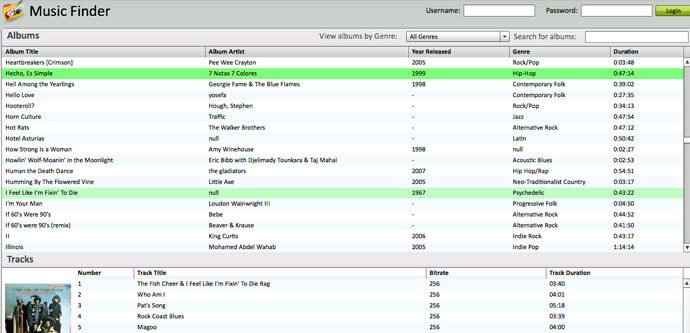 Music Finder Username: Password: Login
Albums View albums by Genre: All Genres Search for albums:
Album Title Album Artist Year Released Genre Duration
Heartbreakers [Crimson] Pee Wee Crayton 2005 Rock/Pop 0:03:48
Hecho, Es Simple 7 Notas 7 Colores 1999 Hip-Hop 0:47:14
Hell Among the Yearlings Georgie Fame & The Blue Flames 1998 Contemporary Folk 0:39:02
Hello Love yosefa - Contemporary Folk 0:27:35
Hooteroll? Hough, Stephen - Rock/Pop 0:34:13
Horn Culture Traffic - Jazz 0:47:54
Hot Rats The Walker Brothers - Alternative Rock 0:47:12
Hotel Asturias null - Latin 0:50:42
How Strong Is a Woman Amy Winehouse 1998 null 0:02:27
Howlin' Wolf-Moanin' in the Moonlight Eric Bibb with Djelimady Tounkara & Taj Mahal - Acoustic Blues 0:02:53
Human the Death Dance the gladiators 2007 Hip Hop/Rap 0:54:51
Humming By The Flowered Vine Little Axe 2005 Neo-Traditionalist Country 0:03:17
I Feel Like I'm Fixin' To Die null 1967 Psychedelic 0:43:22
I'm Your Man Loudon Wainwright III - Progressive Folk 0:04:50
If 60's Were 90's Bebe - Alternative Rock 0:44:52
If 60's were 90's (remix) Beaver & Krause - Alternative Rock 0:41:50
II King Curtis 2006 Indie Rock 0:43:17
Illinois Mohamed Abdel Wahab 2005 Indie Pop 1:14:14
Tracks
Number Track Title Bitrate Track Duration
1 The Fish Cheer & I Feel Like I'm Fixin' To Die Rag 256 03:40
2 Who Am I 256 04:01
3 Pat's Song 256 05:18
4 Rock Coast Blues 256 03:39
5 Magoo 256 04:00